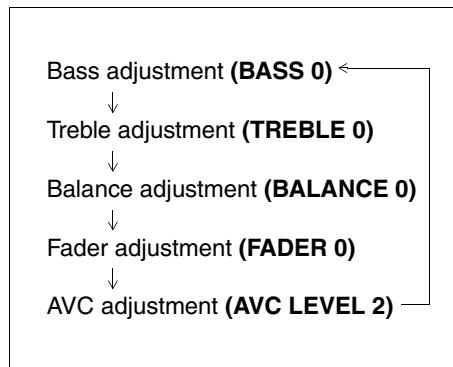 Bass adjustment (BASS 0)
Treble adjustment (TREBLE 0)
Balance adjustment (BALANCE 0)
Fader adjustment (FADER 0)
AVC adjustment (AVC LEVEL 2)